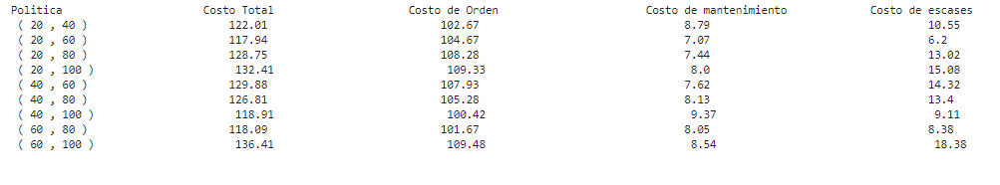 Politica Costo Total Costo de Orden Costo de mantenimiento Costo de escases
( 20 , 40 ) 122.01 102.67 8.79 10.55
( 20 , 60 ) 117.94 104.67 7.07 6.2
( 20 , 80 ) 128.75 108.28 7.44 13.02
( 20 , 100 ) 132.41 109.33 8.0 15.08
( 40 , 60 ) 129.88 107.93 7.62 14.32
( 40 , 80 ) 126.81 105.28 8.13 13.4
( 40 , 100 ) 118.91 100.42 9.37 9.11
( 60 , 80 ) 118.09 101.67 8.05 8.38
( 60 , 100 ) 136.41 109.48 8.54 18.38